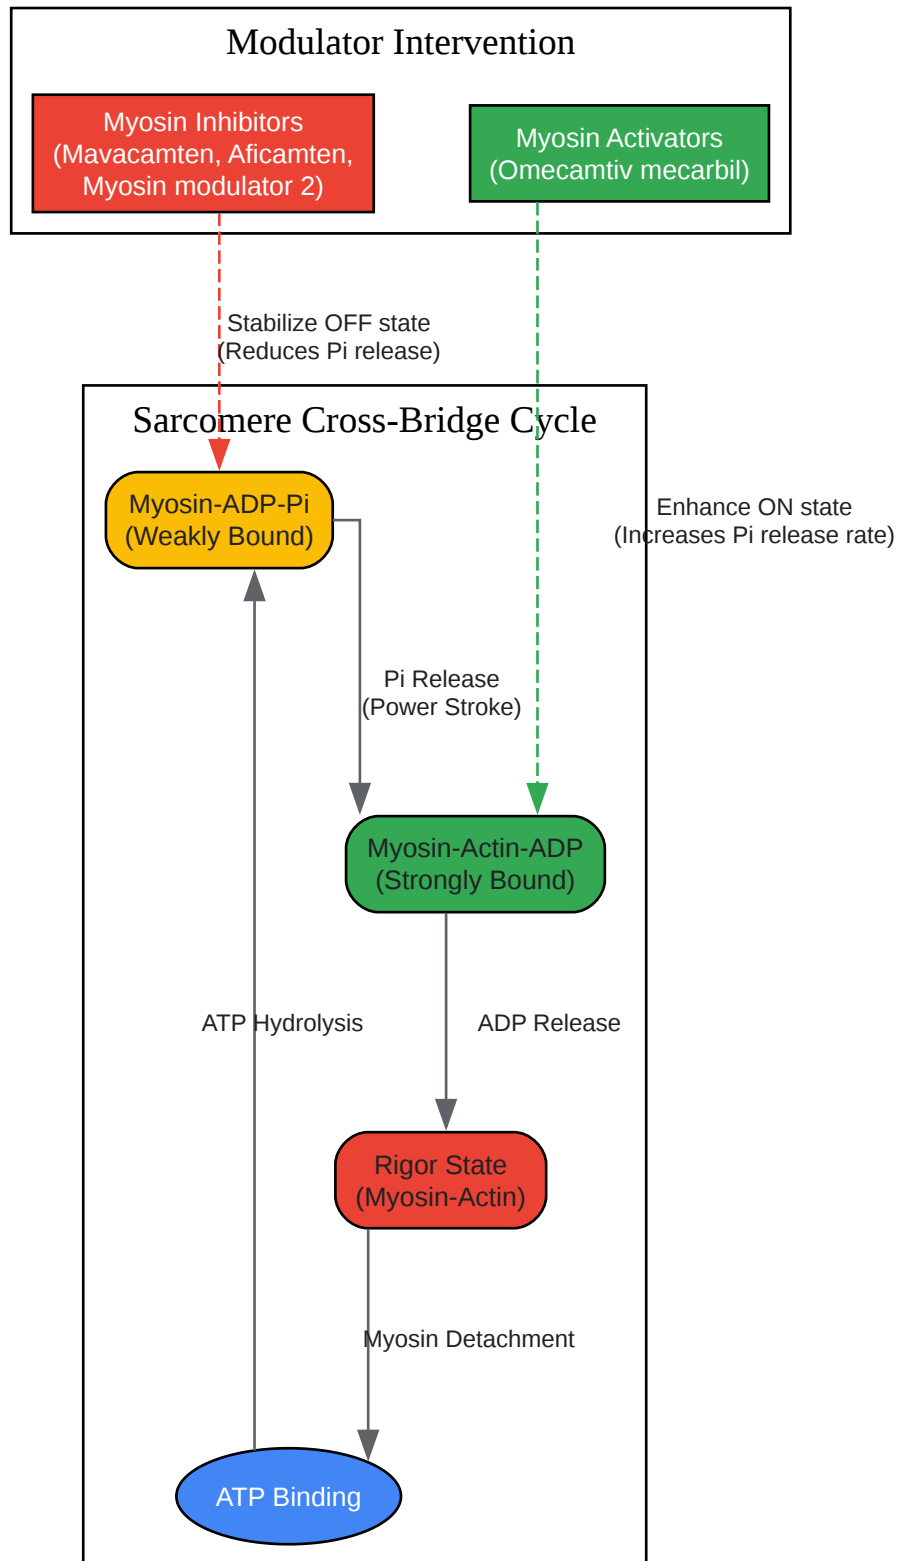 Modulator Intervention
Myosin Inhibitors
(Mavacamten, Aficamten,
Myosin modulator 2)
Myosin Activators
(Omecamtiv mecarbil)
Stabilize OFF state
(Reduces Pi release)
Sarcomere Cross-Bridge Cycle
Myosin-ADP-Pi
(Weakly Bound)
Enhance ON state
(Increases Pi release rate)
Pi Release
(Power Stroke)
Myosin-Actin-ADP
(Strongly Bound)
ATP Hydrolysis
ADP Release
Rigor State
(Myosin-Actin)
Myosin Detachment
ATP Binding